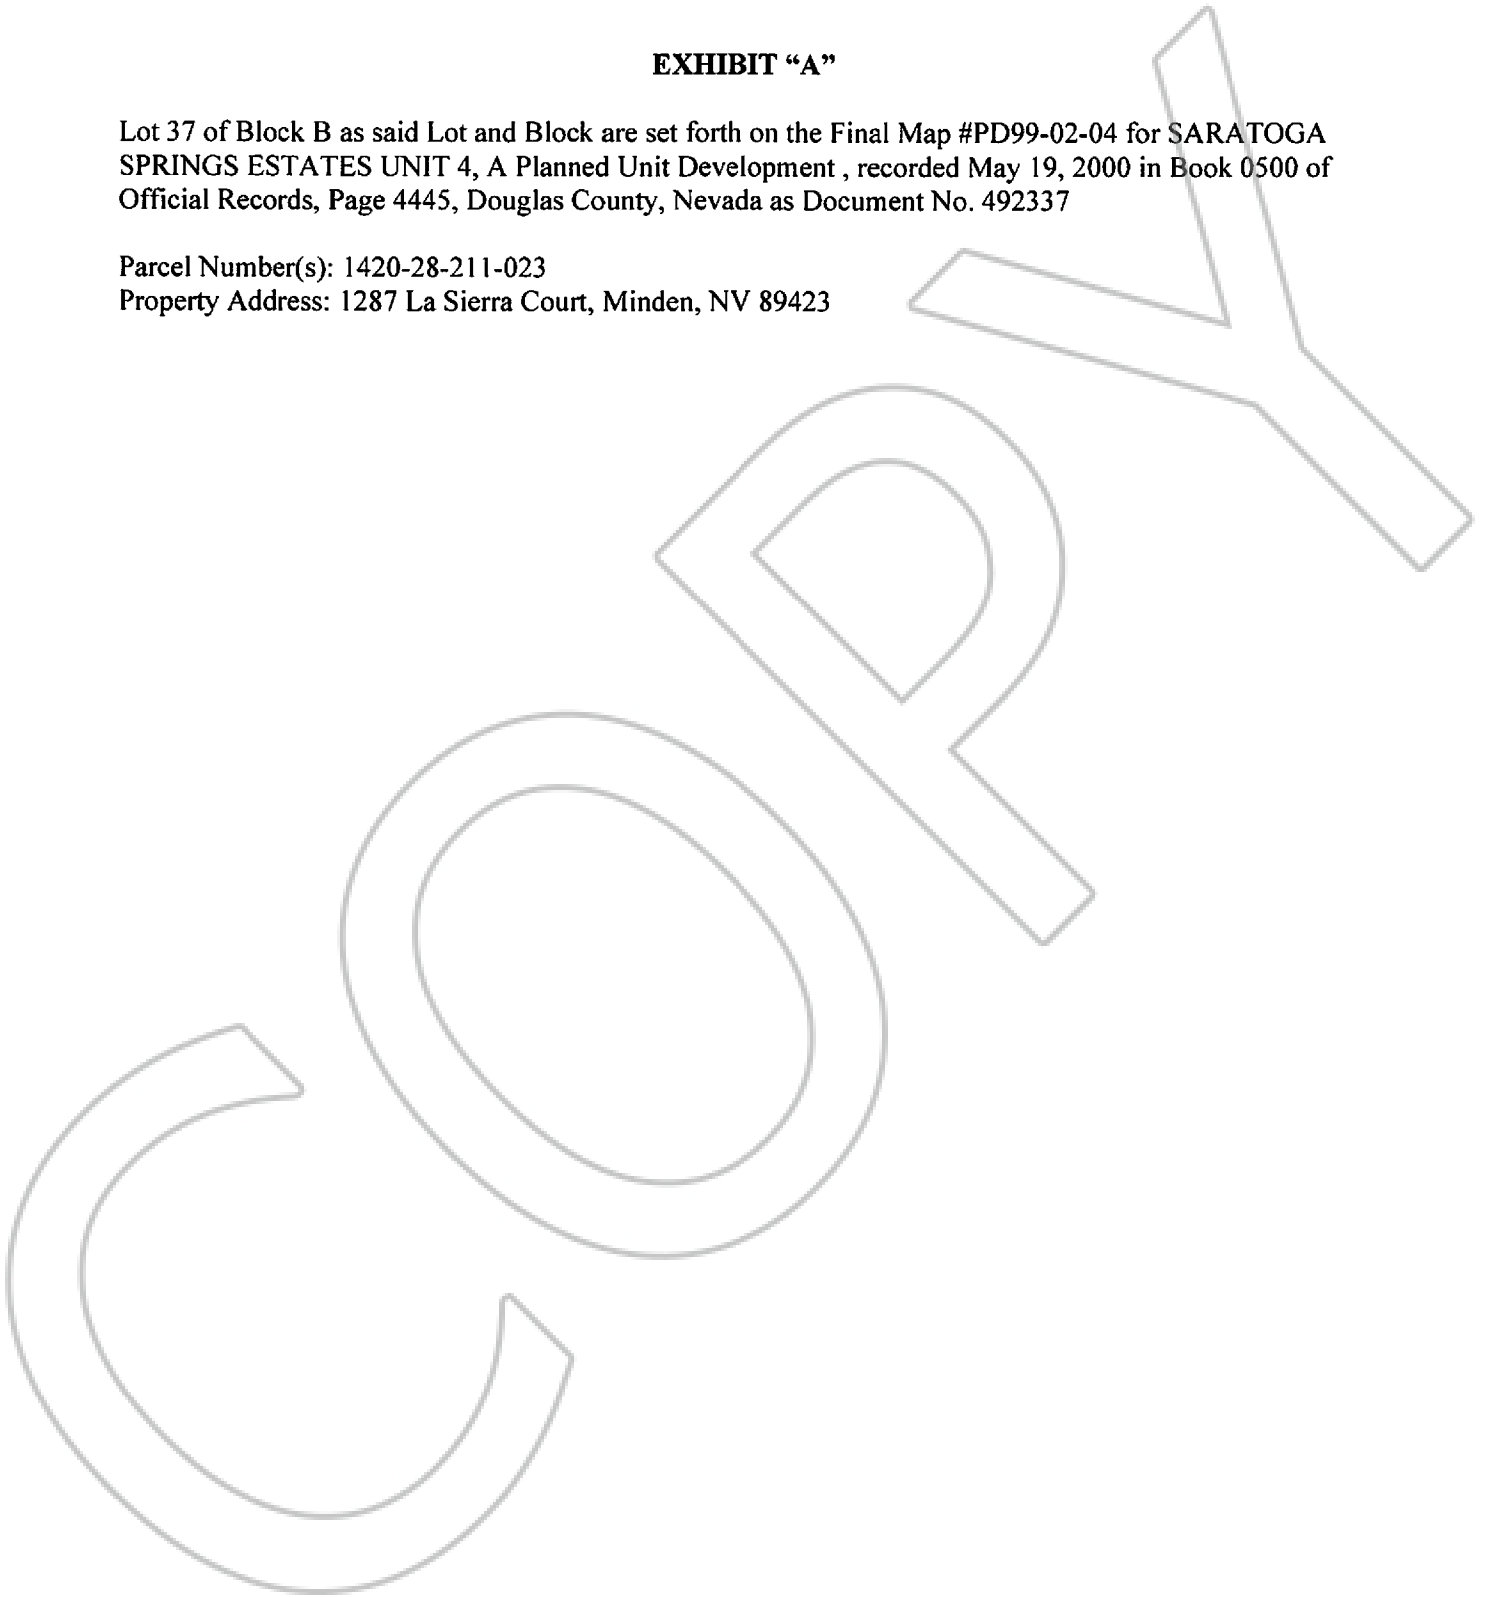 EXHIBIT “A”
Lot 37 of Block B as said Lot and Block are set forth on the Final Map #PD99-02-04 for SARATOGA
SPRINGS ESTATES UNIT 4, A Planned Unit Development , recorded May 19, 2000 in Book 0500 of
Official Records, Page 4445, Douglas County, Nevada as Document No. 492337
Parcel Number(s): 1420-28-211-023
Property Address: 1287 La Sierra Court, Minden, NV 89423
COPY